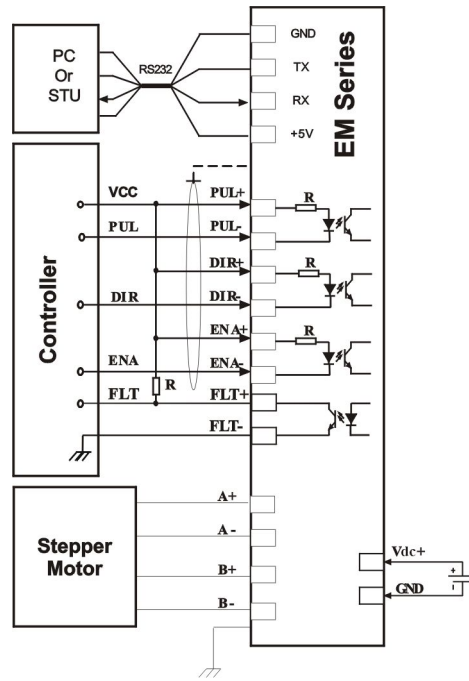 PC
Or
STU
RS232
GND
TX
RX
+5V
EM Series
Controller
VCC
PUL
DIR
ENA
FLT
R
PUL+
PUL-
DIR+
DIR-
ENA+
ENA-
FLT+
FLT-
R
R
R
Stepper
Motor
A+
A-
B+
B-
Vdc+
GND
+
-